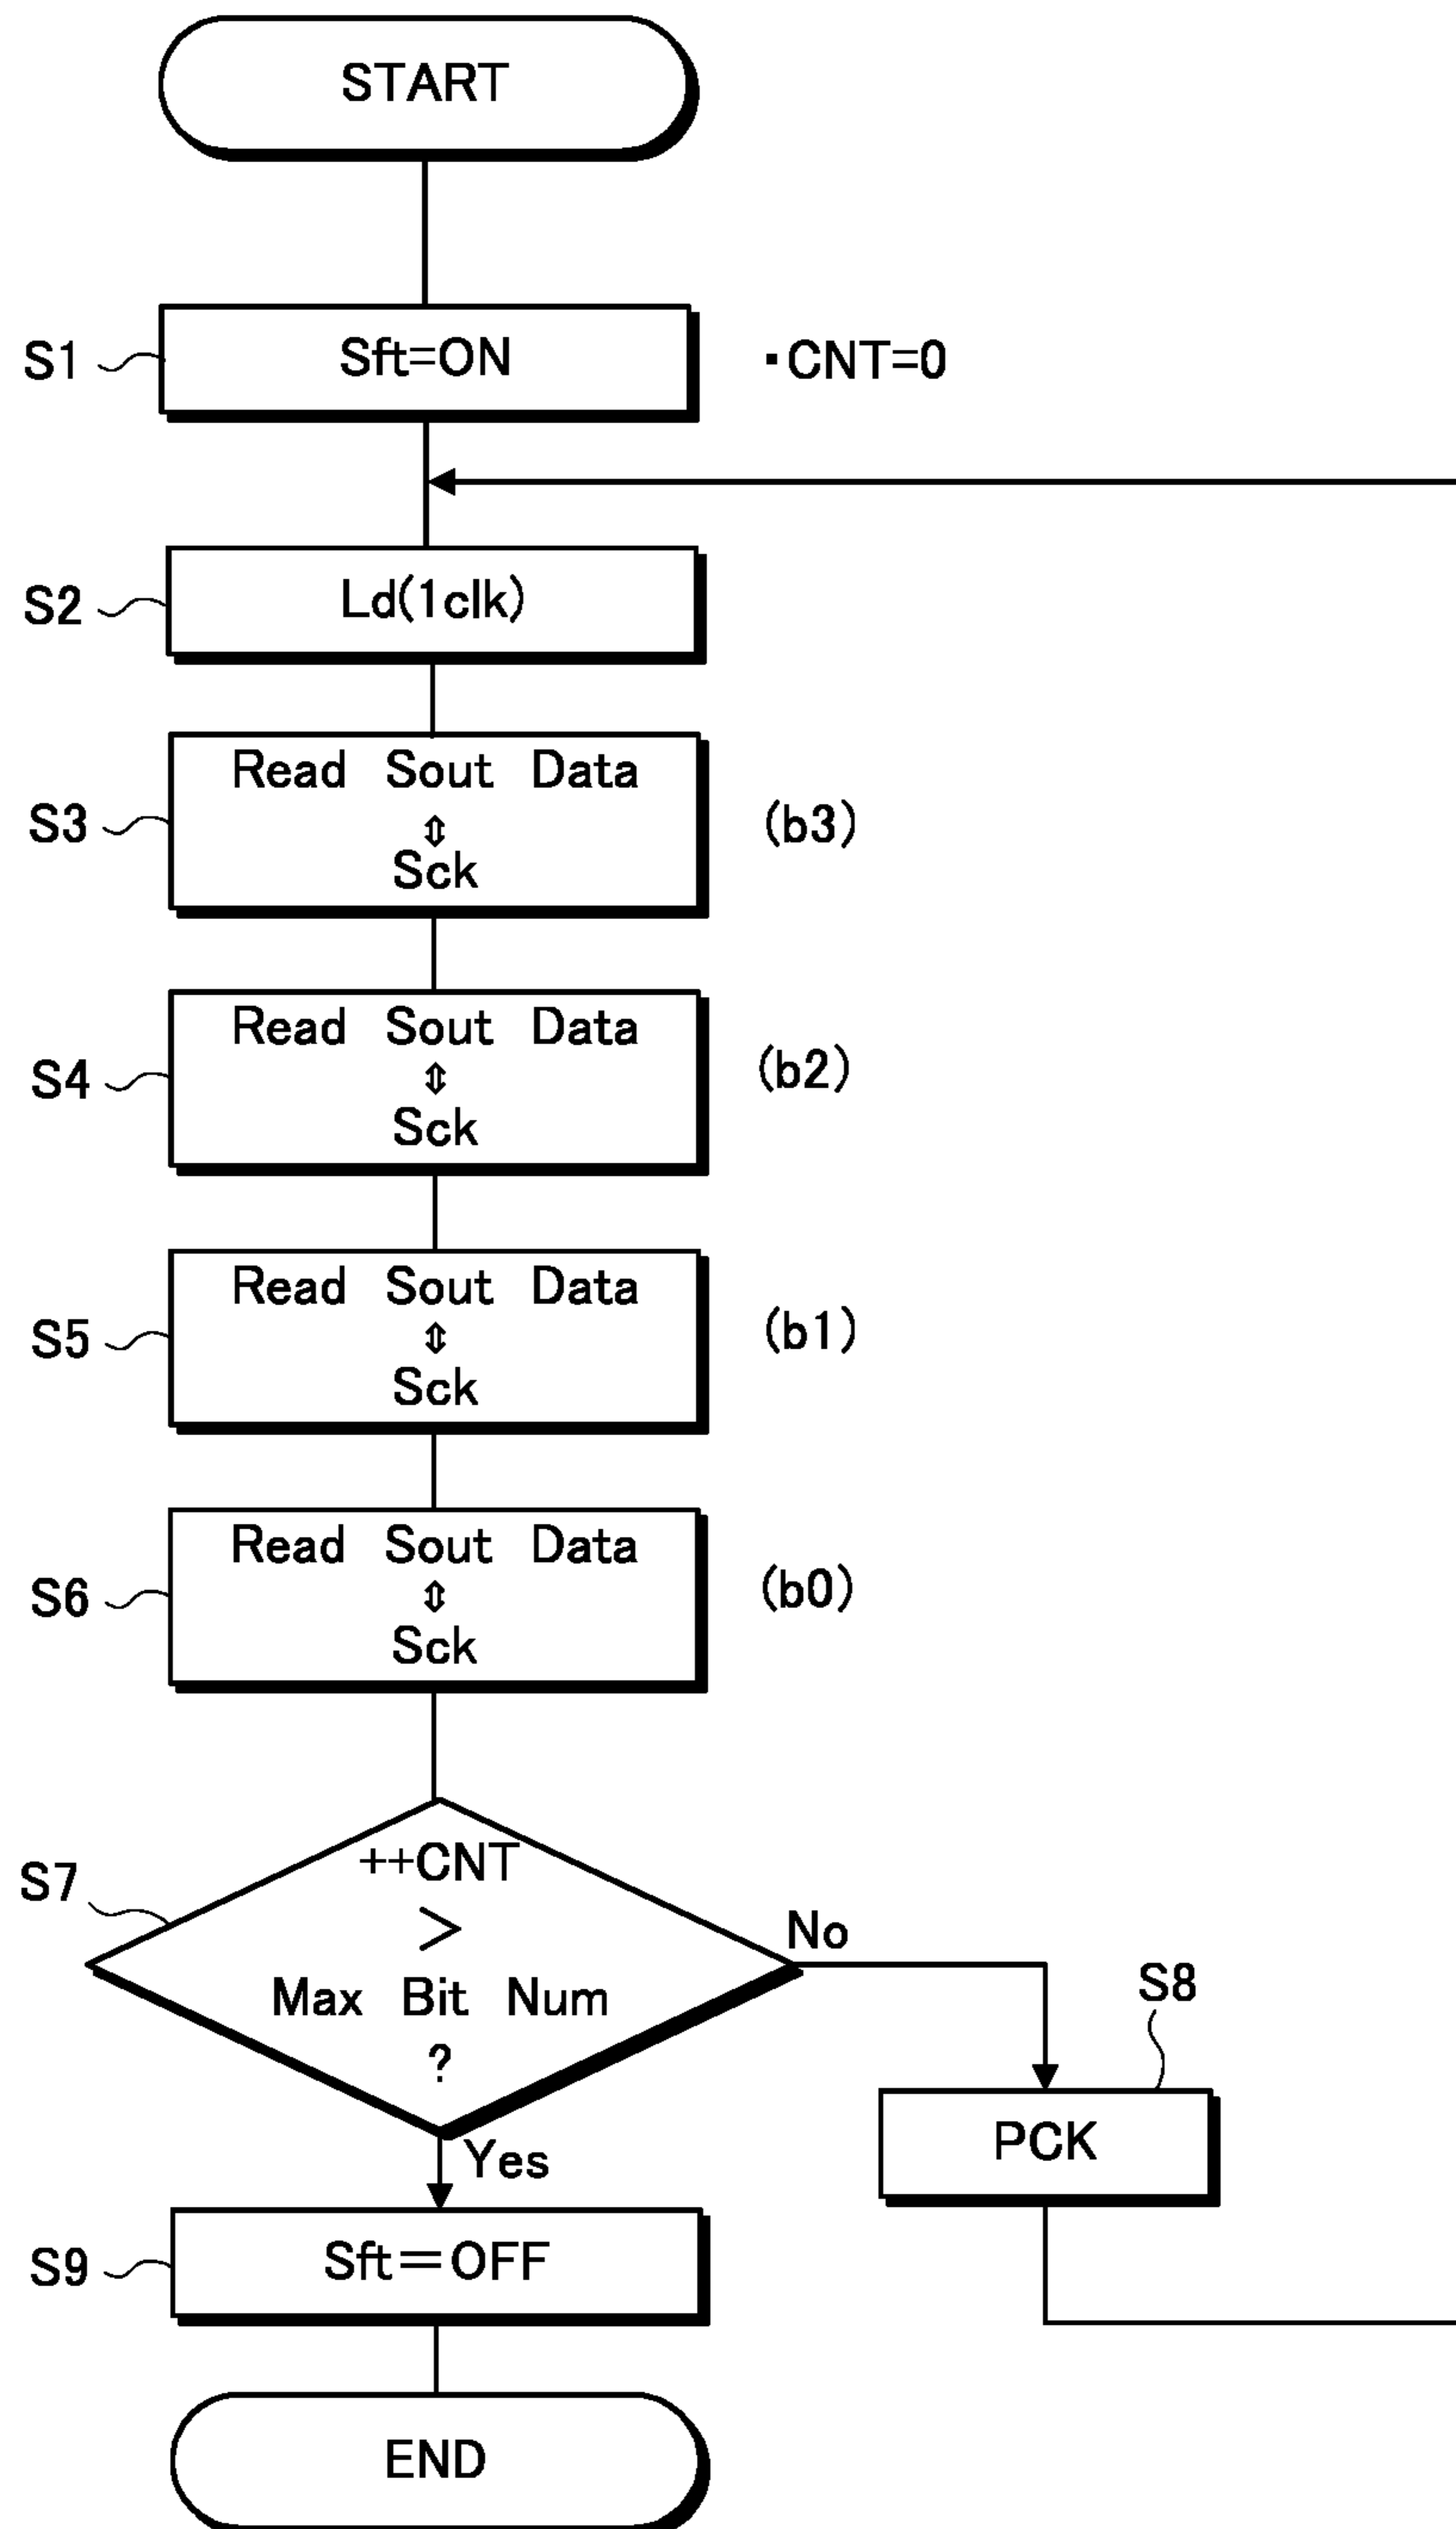 START
S1
Sft=ON
・CNT=0
S2
Ld(1clk)
S3
Read Sout Data
⇕
Sck
(b3)
S4
Read Sout Data
⇕
Sck
(b2)
S5
Read Sout Data
⇕
Sck
(b1)
S6
Read Sout Data
⇕
Sck
(b0)
S7
++CNT
>
Max Bit Num
?
No
S8
PCK
Yes
S9
Sft=OFF
END